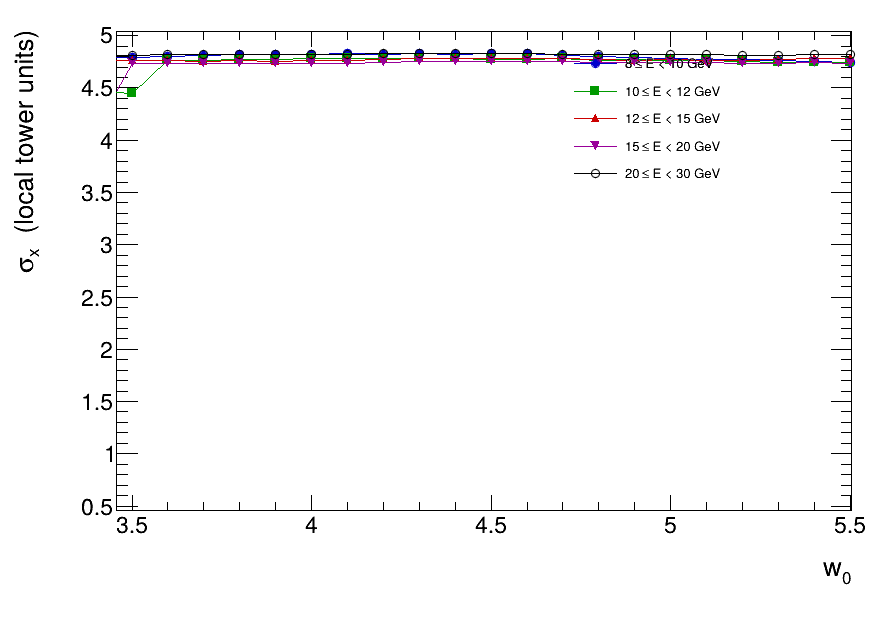 σx (local tower units)
5
4.5
4
3.5
3
2.5
2
1.5
1
0.5
8 ≤ E < 10 GeV
10 ≤ E < 12 GeV
12 ≤ E < 15 GeV
15 ≤ E < 20 GeV
20 ≤ E < 30 GeV
3.5 4 4.5 5 5.5
w0